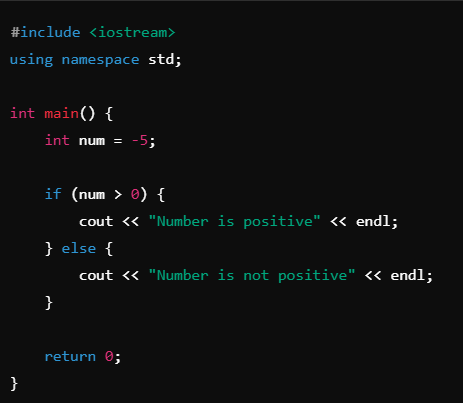 #include <iostream>
using namespace std;

int main() {
    int num = -5;

    if (num > 0) {
        cout << "Number is positive" << endl;
    } else {
        cout << "Number is not positive" << endl;
    }

    return 0;
}